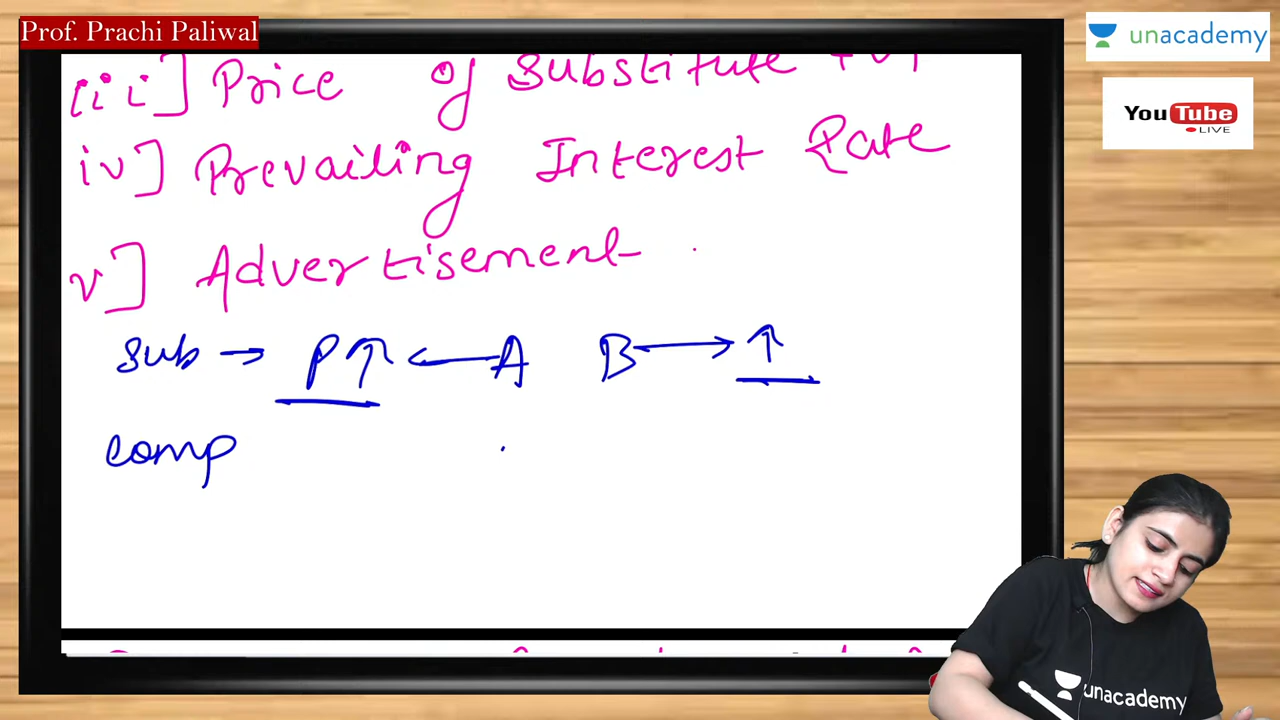 Prof. Prachi Paliwal
unacademy
YouTube
LIVE
iii] Price of Substitute
iv] Prevailing Interest Rate
v] Advertisement
Sub → P↑ ← A B → ↑
comp
unacademy